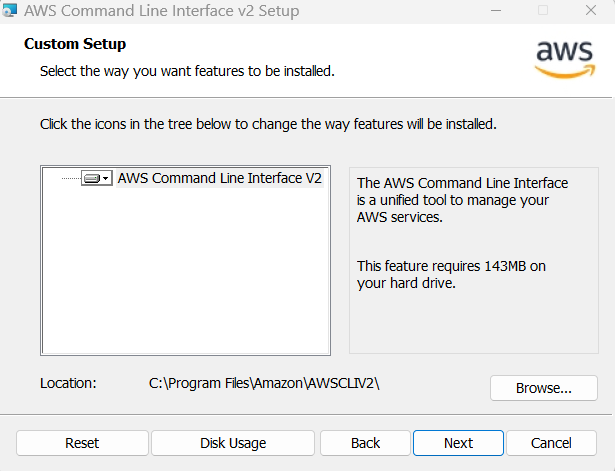 AWS Command Line Interface v2 Setup
Custom Setup
Select the way you want features to be installed.
aws
Click the icons in the tree below to change the way features will be installed.
AWS Command Line Interface V2
The AWS Command Line Interface
is a unified tool to manage your
AWS services.
This feature requires 143MB on
your hard drive.
Location: C:\Program Files\Amazon\AWSCLIV2\
Browse...
Reset Disk Usage Back Next Cancel